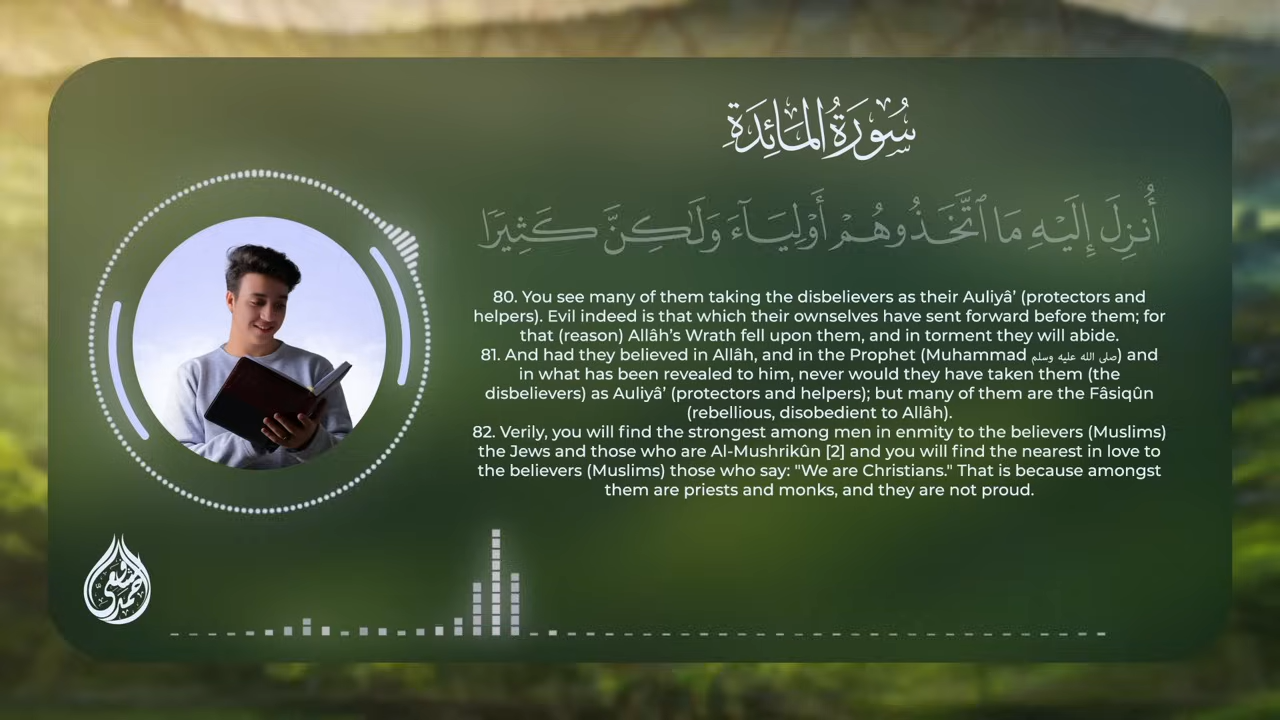 سُورَةُ المَائِدَةِ
أُنزِلَ إِلَيْهِ مَا ٱتَّخَذُوهُمْ أَوْلِيَآءَ وَلَـٰكِنَّ كَثِيرًا
80. You see many of them taking the disbelievers as their Auliyâ’ (protectors and
helpers). Evil indeed is that which their ownselves have sent forward before them; for
that (reason) Allâh’s Wrath fell upon them, and in torment they will abide.
81. And had they believed in Allâh, and in the Prophet (Muhammad صلى الله عليه وسلم) and
in what has been revealed to him, never would they have taken them (the
disbelievers) as Auliyâ’ (protectors and helpers); but many of them are the Fâsiqûn
(rebellious, disobedient to Allâh).
82. Verily, you will find the strongest among men in enmity to the believers (Muslims)
the Jews and those who are Al-Mushrikûn [2] and you will find the nearest in love to
the believers (Muslims) those who say: "We are Christians." That is because amongst
them are priests and monks, and they are not proud.